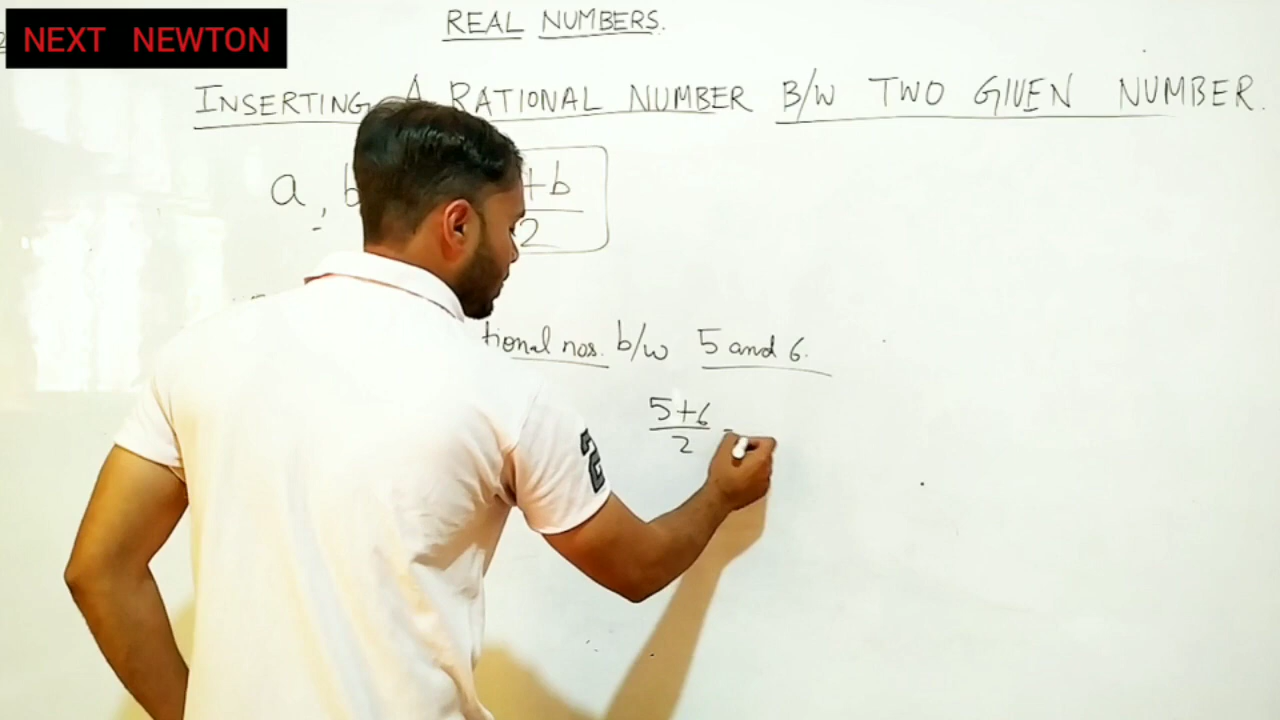 NEXT NEWTON
REAL NUMBERS.
INSERTING A RATIONAL NUMBER B/W TWO GIVEN NUMBER.
a, b +b
2
tional nos. b/w 5 and 6.
5+6
2 =
2